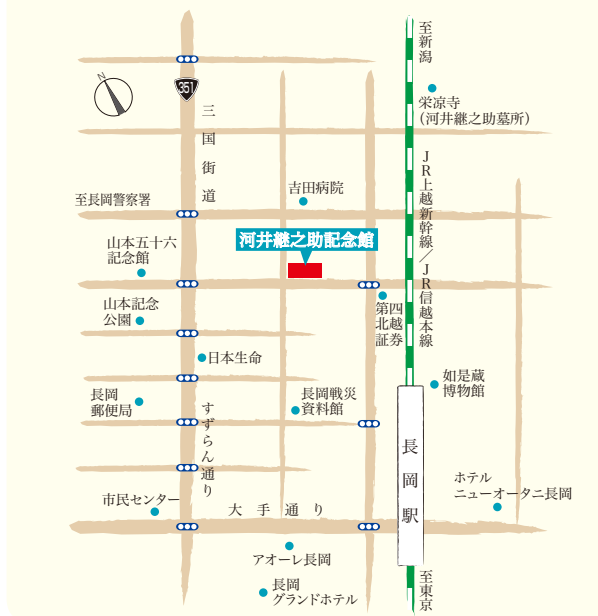 至新潟
N
351
栄涼寺
(河井継之助墓所)
三国街道
JR上越新幹線／JR信越本線
吉田病院
至長岡警察署
河井継之助記念館
山本五十六
記念館
山本記念
公園
第四
北越
証券
日本生命
如是蔵
博物館
長岡
郵便局
長岡戦災
資料館
すずらん通り
長岡駅
ホテル
ニューオータニ長岡
市民センター
大手通り
アオーレ長岡
長岡
グランドホテル
至東京